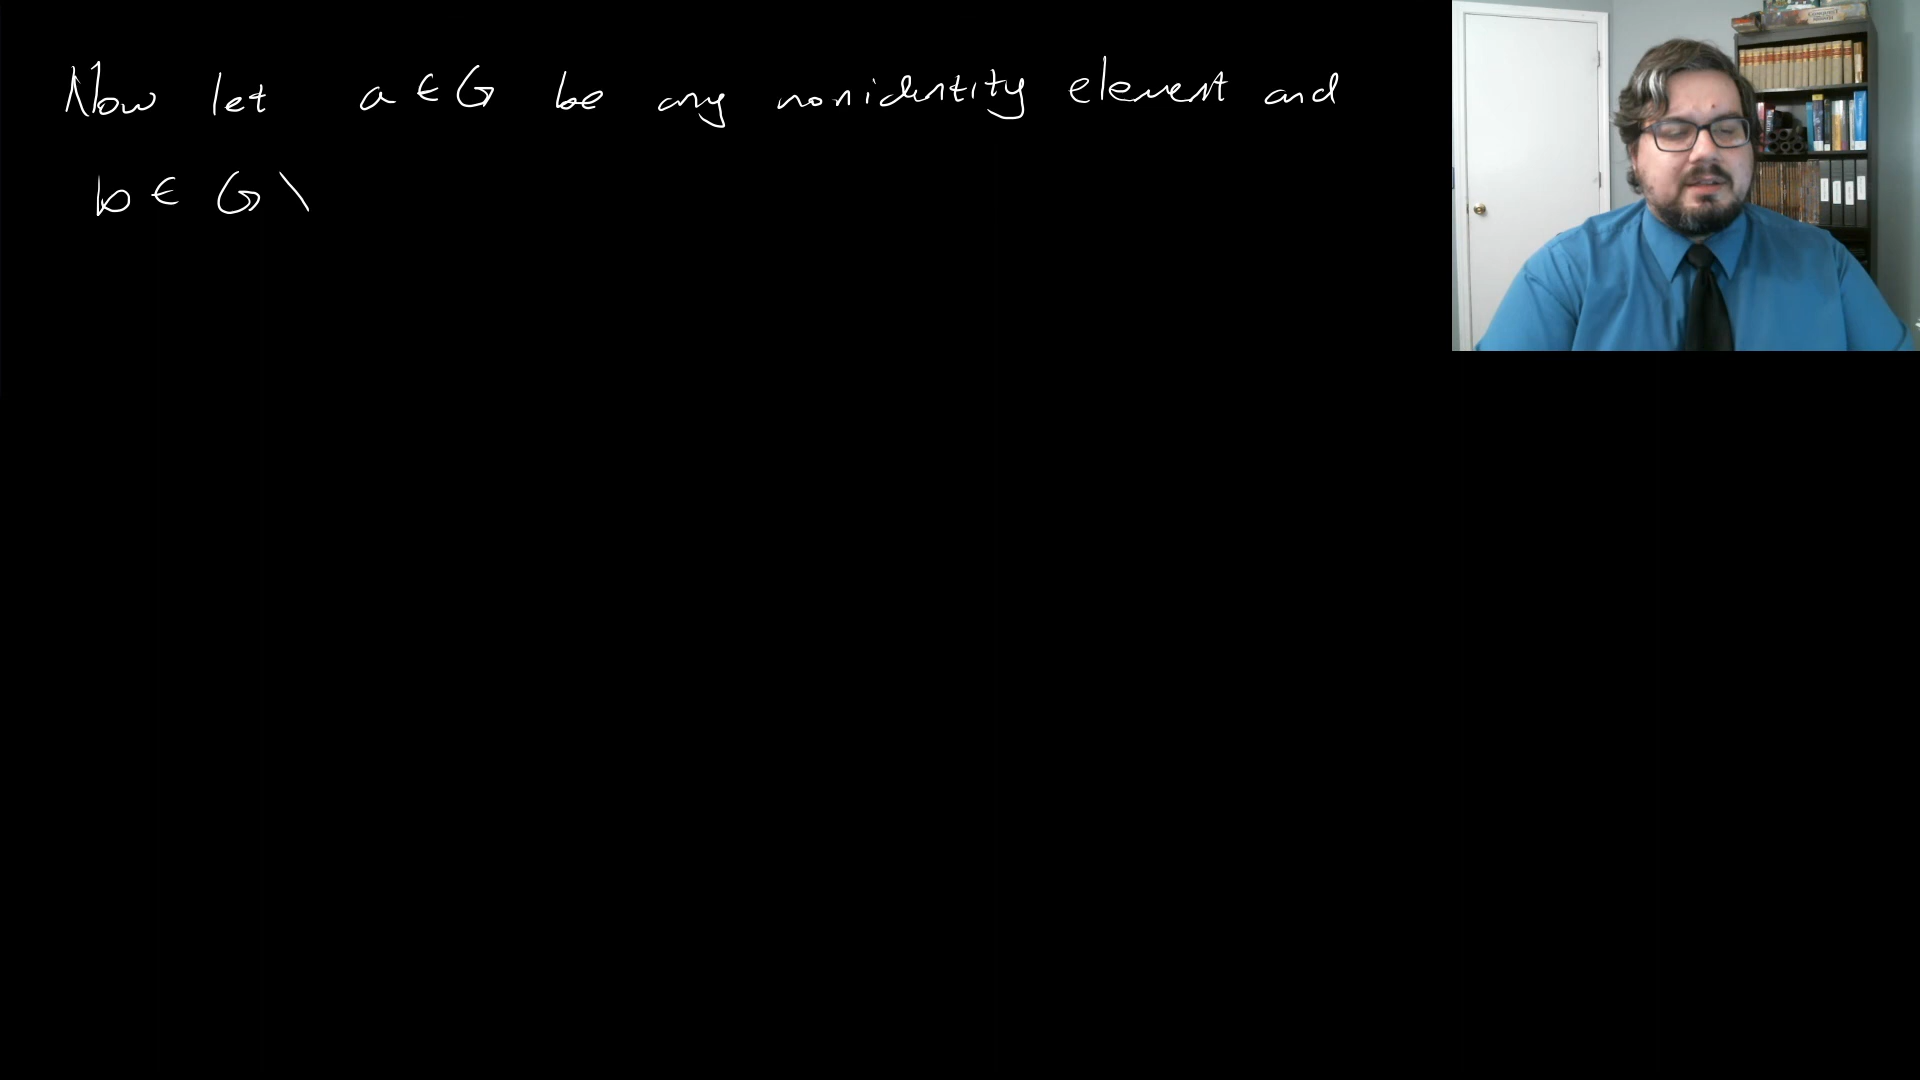 Now let a ∈ G be any nonidentity element and
b ∈ G \